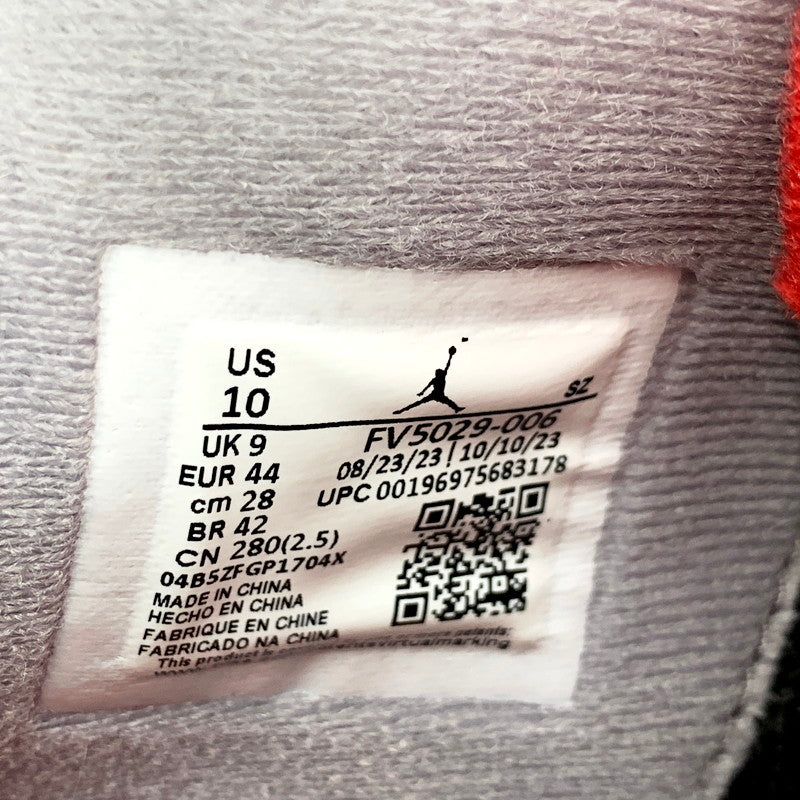 US
10
SZ
UK 9
FV5029-006
EUR 44
08/23/23 | 10/10/23
cm 28
UPC 00196975683178
BR 42
CN 280(2.5)
04B5ZFGP1704X
MADE IN CHINA
HECHO EN CHINA
FABRIQUE EN CHINE
FABRICADO NA CHINA
This